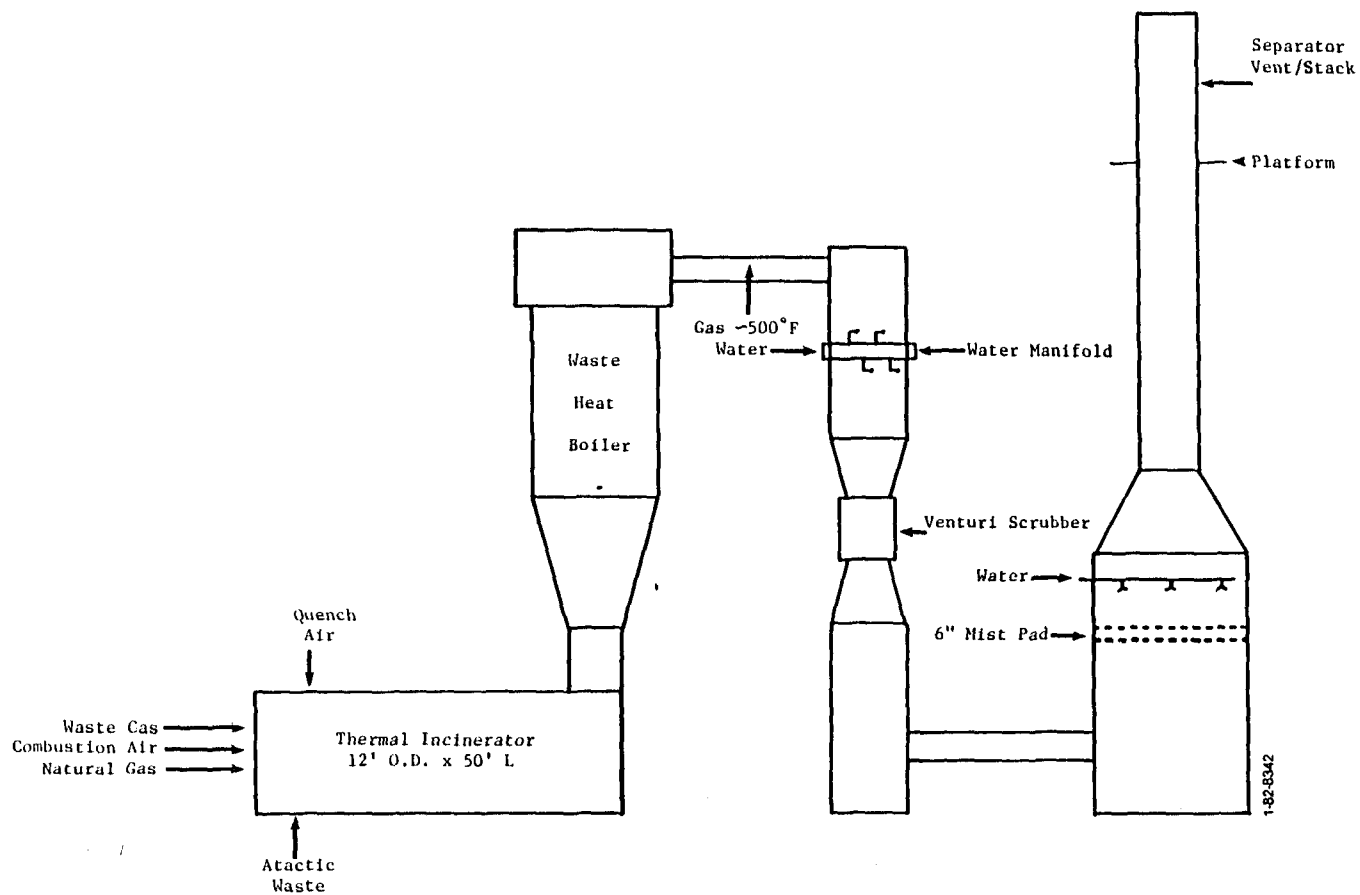 Separator
Vent/Stack
Platform
Gas ~500°F
Water
Water Manifold
Waste
Heat
Boiler
Venturi Scrubber
Water
6" Mist Pad
Quench
Air
Waste Gas
Combustion Air
Natural Gas
Thermal Incinerator
12' O.D. x 50' L
Atactic
Waste
1-82-8342